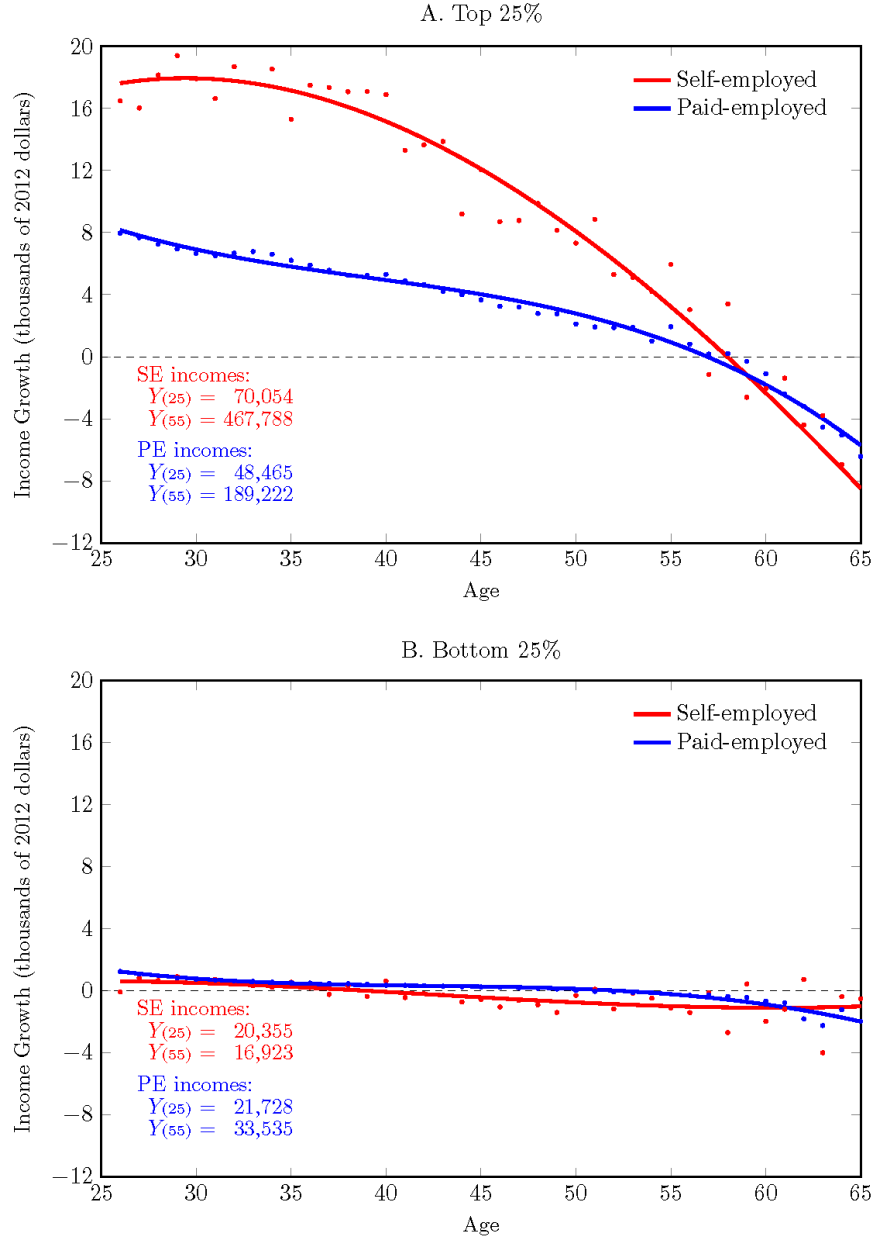 A. Top 25%
Income Growth (thousands of 2012 dollars)
20
16
12
8
4
0
−4
−8
−12
Self-employed
Paid-employed
SE incomes:
Y(25) = 70,054
Y(55) = 467,788
PE incomes:
Y(25) = 48,465
Y(55) = 189,222
25 30 35 40 45 50 55 60 65
Age
B. Bottom 25%
Income Growth (thousands of 2012 dollars)
20
16
12
8
4
0
−4
−8
−12
Self-employed
Paid-employed
SE incomes:
Y(25) = 20,355
Y(55) = 16,923
PE incomes:
Y(25) = 21,728
Y(55) = 33,535
25 30 35 40 45 50 55 60 65
Age